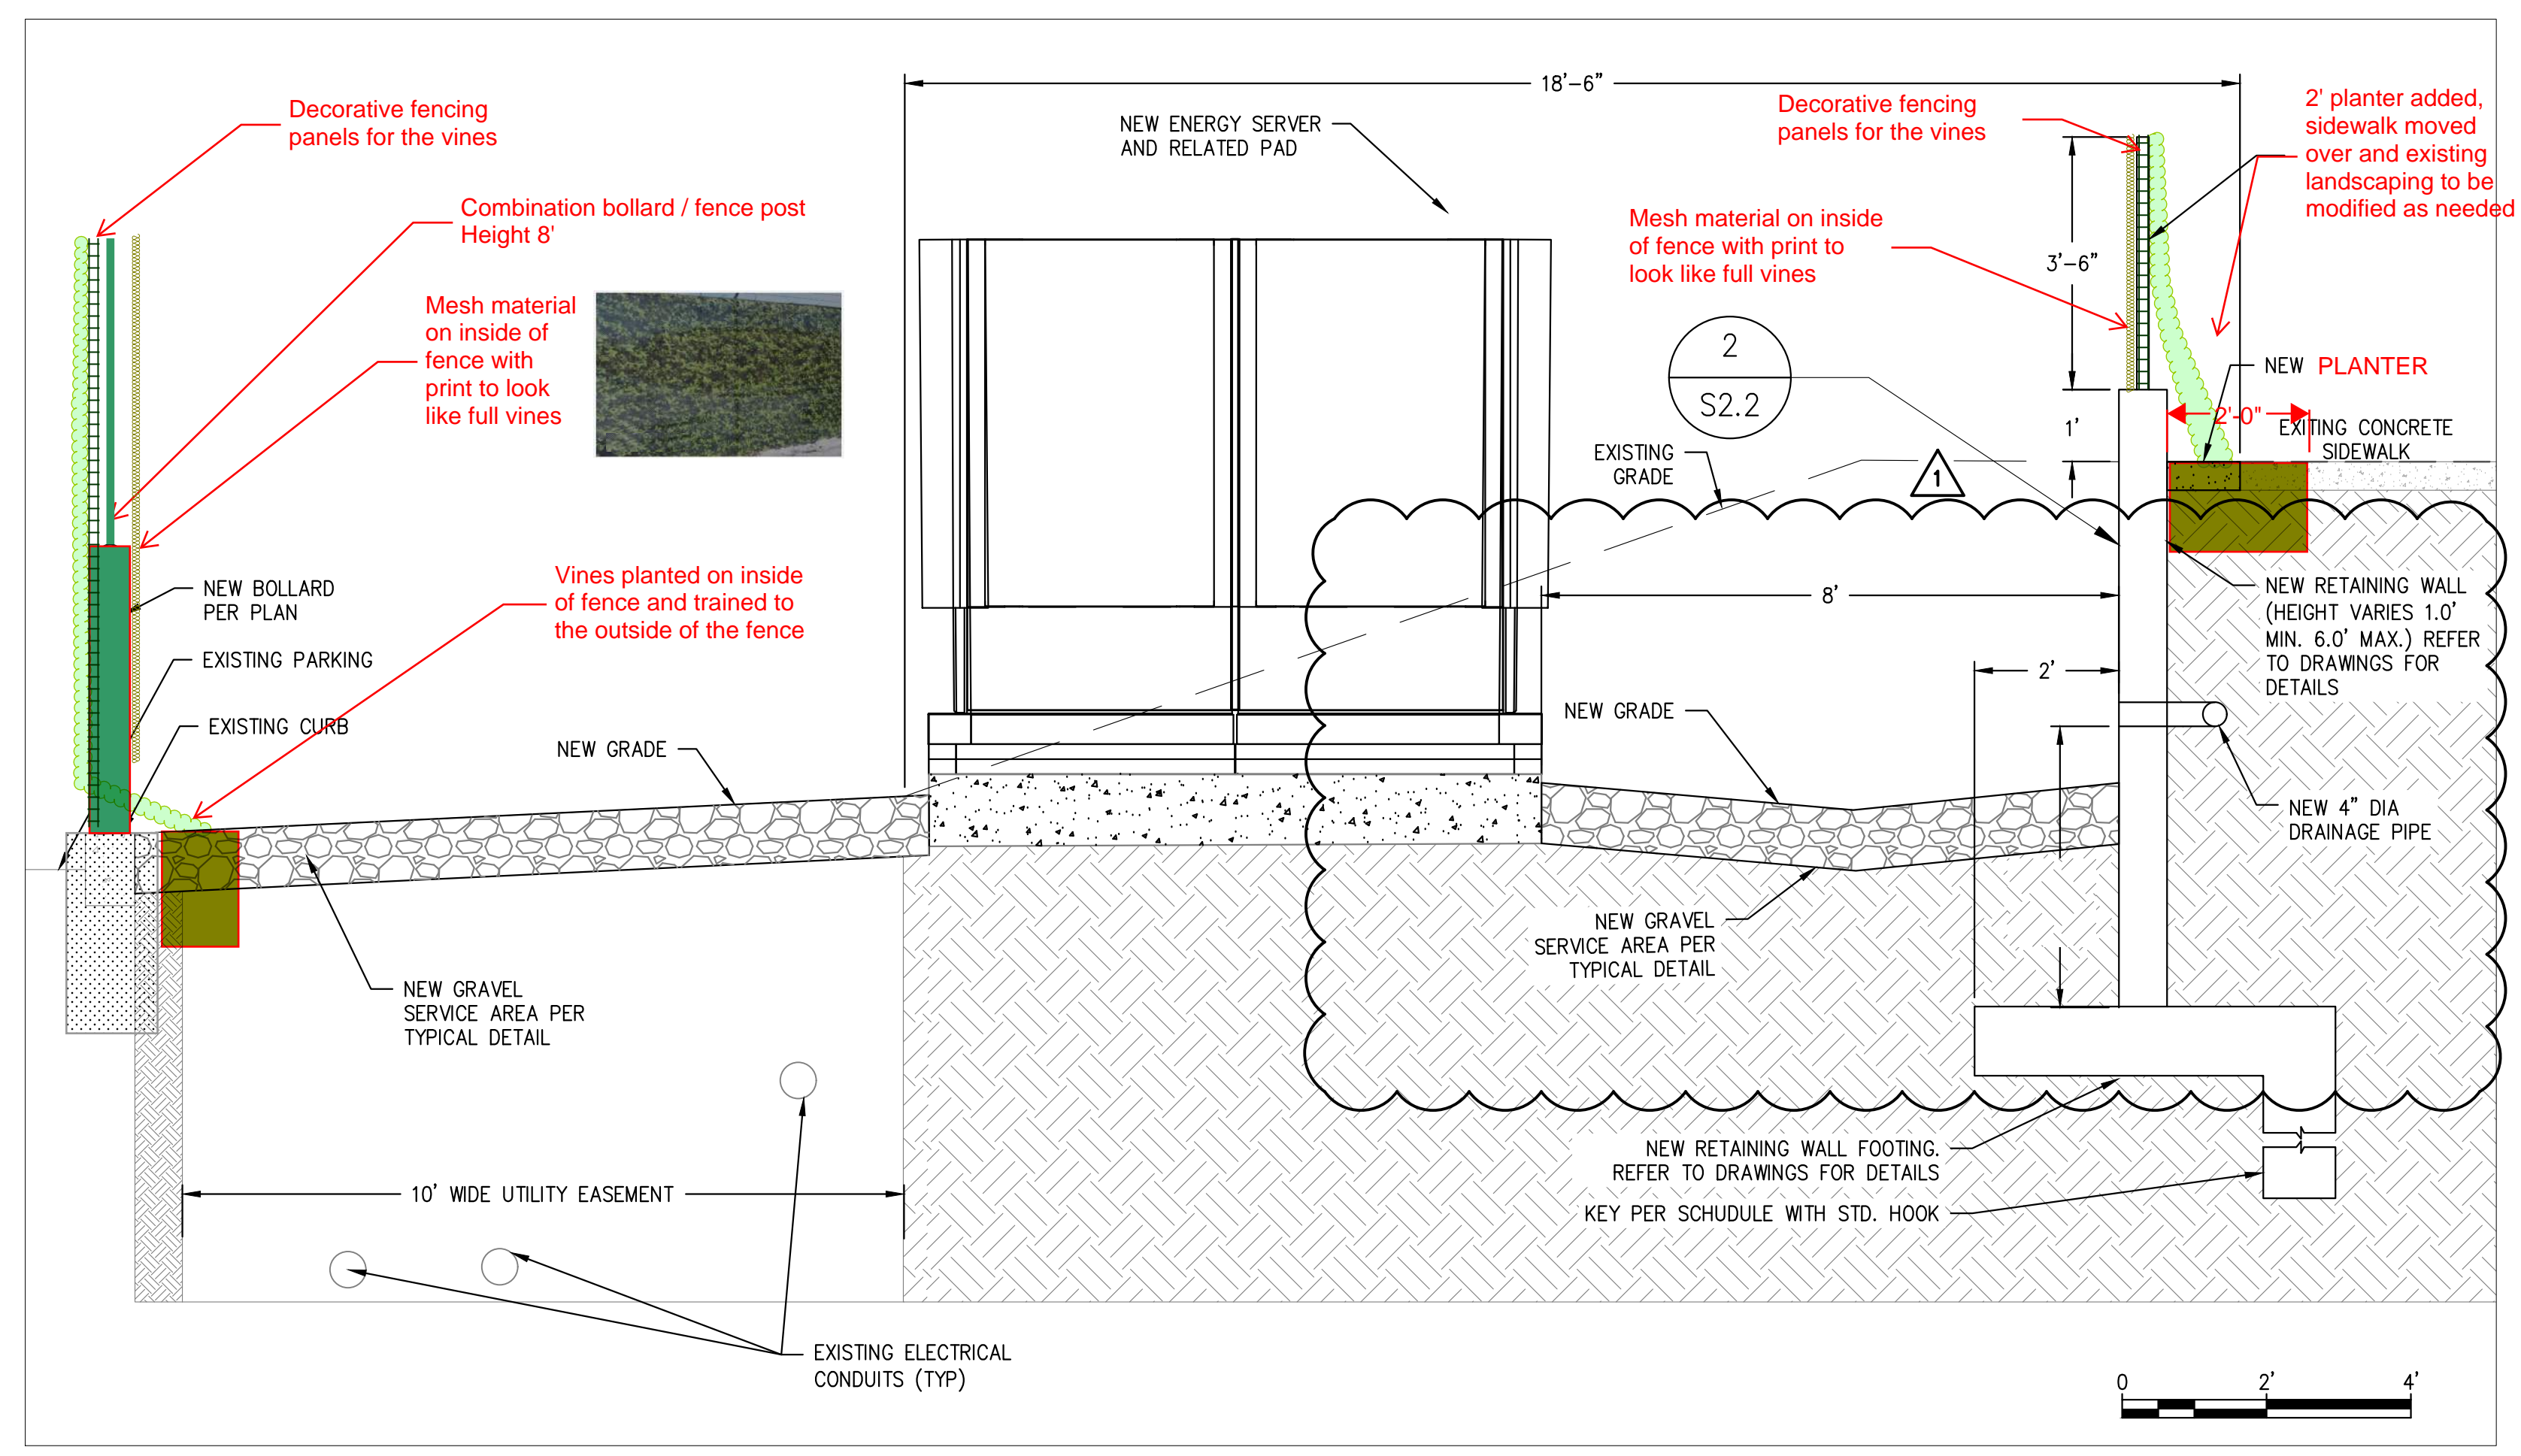 18'-6"
Decorative fencing
panels for the vines
NEW ENERGY SERVER
AND RELATED PAD
Decorative fencing
panels for the vines
2' planter added,
sidewalk moved
over and existing
landscaping to be
modified as needed
Combination bollard / fence post
Height 8'
Mesh material on inside
of fence with print to
look like full vines
3'-6"
Mesh material
on inside of
fence with
print to look
like full vines
2
S2.2
NEW PLANTER
2'-0"
1'
EXITING CONCRETE
SIDEWALK
EXISTING
GRADE
1
NEW BOLLARD
PER PLAN
Vines planted on inside
of fence and trained to
the outside of the fence
8'
NEW RETAINING WALL
(HEIGHT VARIES 1.0'
MIN. 6.0' MAX.) REFER
TO DRAWINGS FOR
DETAILS
EXISTING PARKING
2'
EXISTING CURB
NEW GRADE
NEW GRADE
NEW 4" DIA
DRAINAGE PIPE
NEW GRAVEL
SERVICE AREA PER
TYPICAL DETAIL
NEW GRAVEL
SERVICE AREA PER
TYPICAL DETAIL
NEW RETAINING WALL FOOTING.
REFER TO DRAWINGS FOR DETAILS
10' WIDE UTILITY EASEMENT
KEY PER SCHUDULE WITH STD. HOOK
EXISTING ELECTRICAL
CONDUITS (TYP)
0 2' 4'